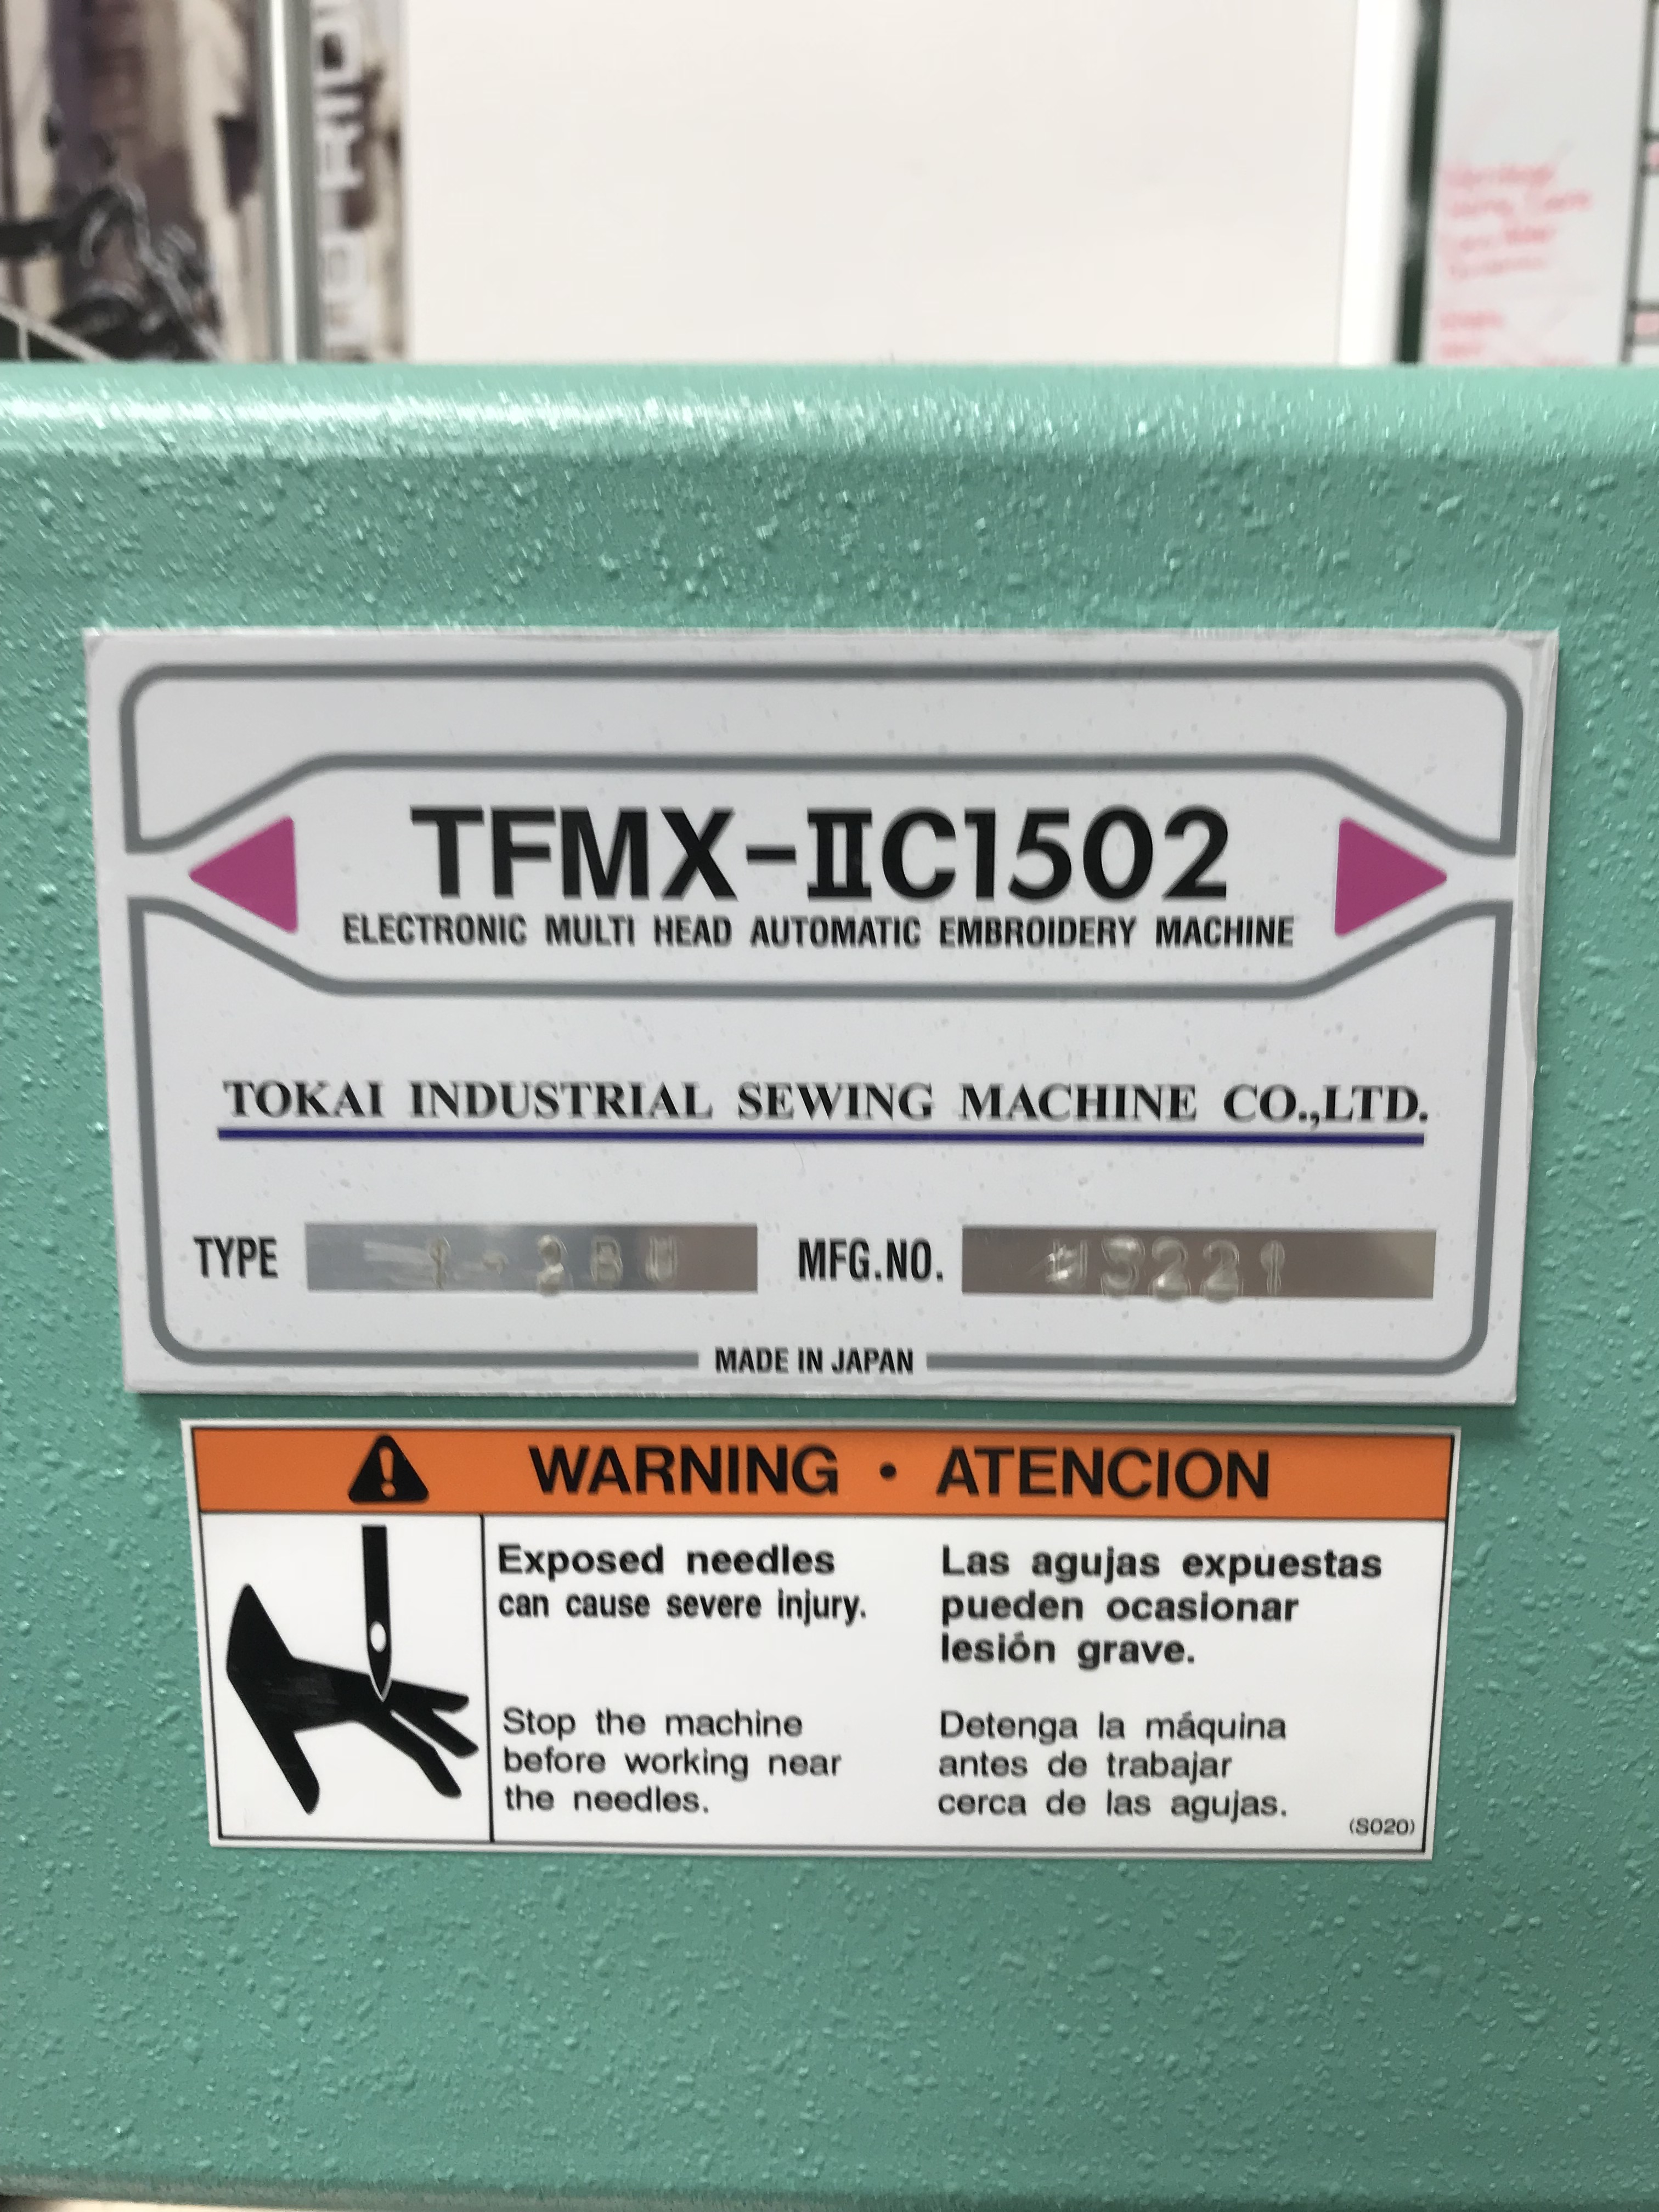 TFMX-IIC1502
ELECTRONIC MULTI HEAD AUTOMATIC EMBROIDERY MACHINE
TOKAI INDUSTRIAL SEWING MACHINE CO.,LTD.
TYPE
MFG.NO.
MADE IN JAPAN
WARNING • ATENCION
Exposed needles
can cause severe injury.
Stop the machine
before working near
the needles.
Las agujas expuestas
pueden ocasionar
lesión grave.
Detenga la máquina
antes de trabajar
cerca de las agujas.
(S020)